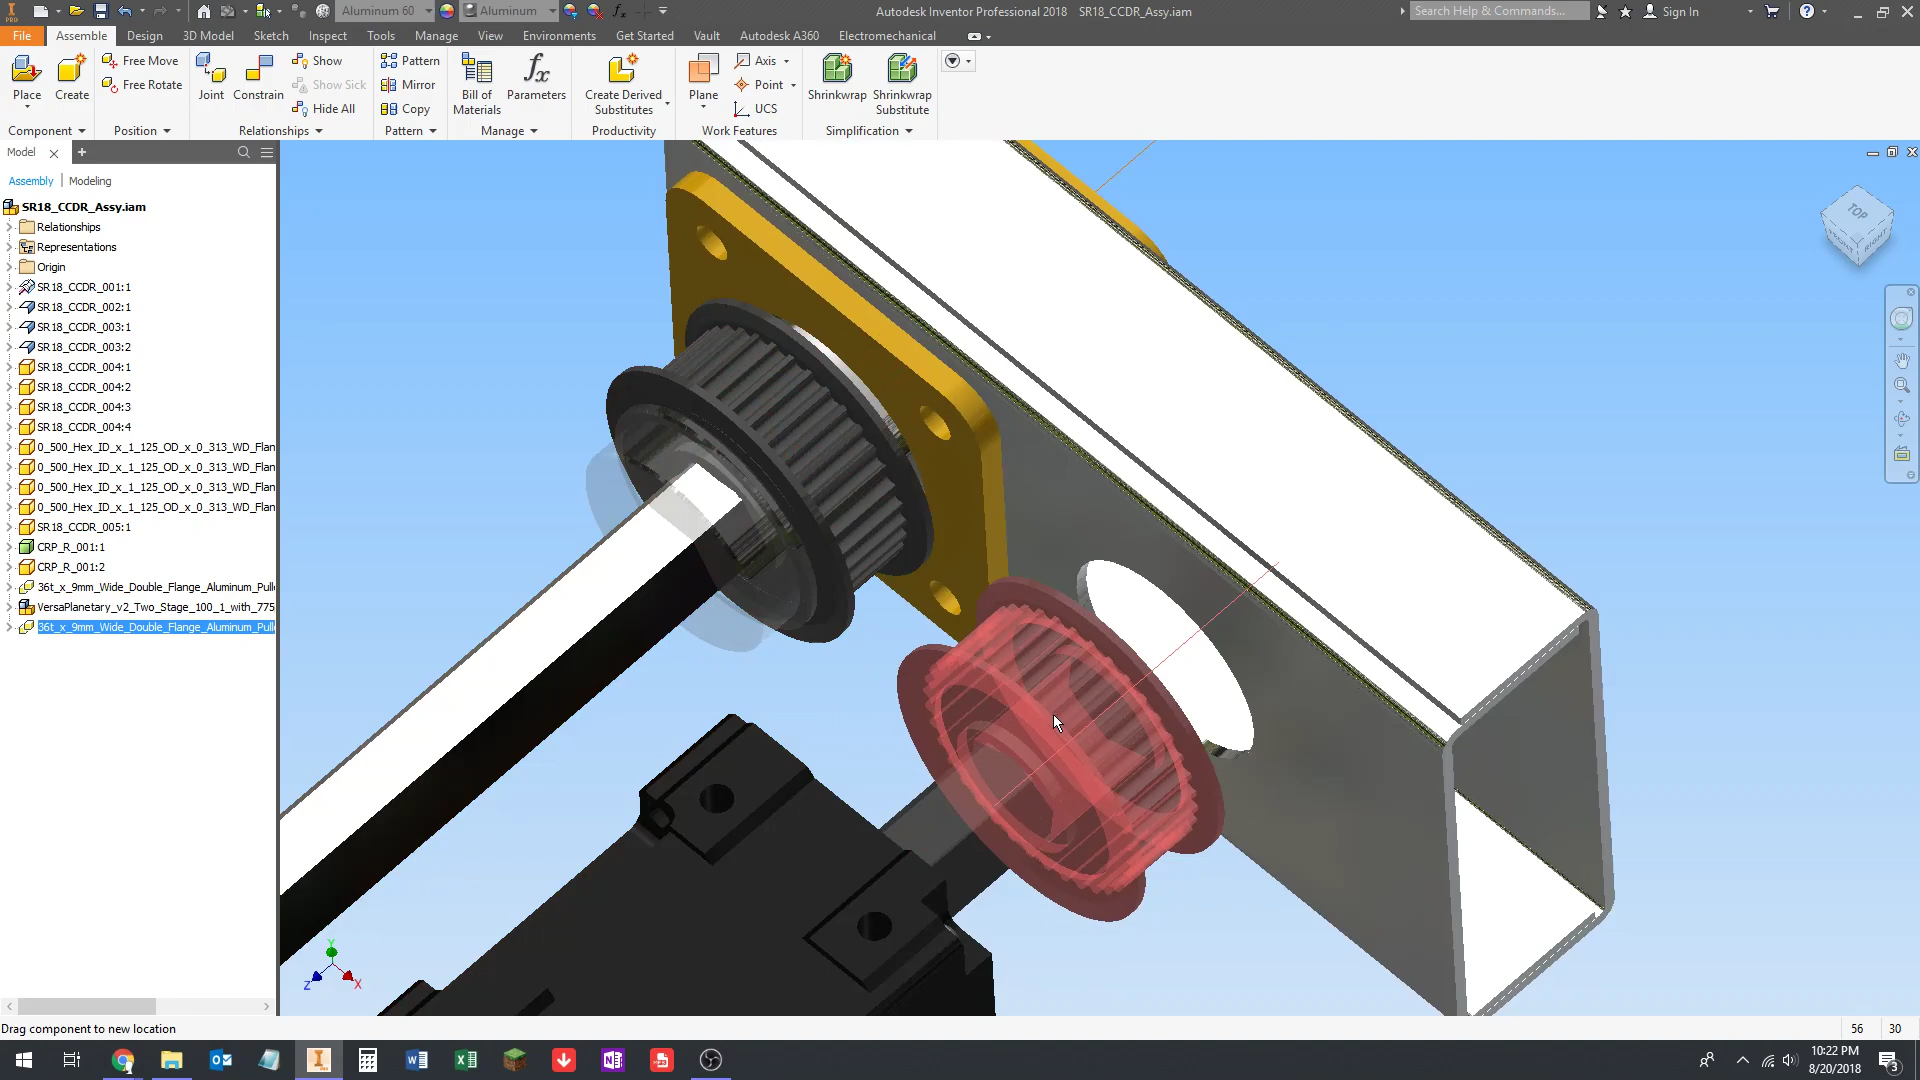 Aluminum 60
Aluminum
Autodesk Inventor Professional 2018 SR18_CCDR_Assy.iam
Search Help & Commands...
Sign In
File Assemble Design 3D Model Sketch Inspect Tools Manage View Environments Get Started Vault Autodesk A360 Electromechanical
Place
Create
Free Move
Free Rotate
Joint
Constrain
Show
Show Sick
Hide All
Pattern
Mirror
Copy
Bill of
Materials
Parameters
Create Derived
Substitutes
Plane
Axis
Point
UCS
Shrinkwrap
Shrinkwrap
Substitute
Component Position Relationships Pattern Manage Productivity Work Features Simplification
Model
Assembly Modeling
SR18_CCDR_Assy.iam
Relationships
Representations
Origin
SR18_CCDR_001:1
SR18_CCDR_002:1
SR18_CCDR_003:1
SR18_CCDR_003:2
SR18_CCDR_004:1
SR18_CCDR_004:2
SR18_CCDR_004:3
SR18_CCDR_004:4
0_500_Hex_ID_x_1_125_OD_x_0_313_WD_Flan
0_500_Hex_ID_x_1_125_OD_x_0_313_WD_Flan
0_500_Hex_ID_x_1_125_OD_x_0_313_WD_Flan
0_500_Hex_ID_x_1_125_OD_x_0_313_WD_Flan
SR18_CCDR_005:1
CRP_R_001:1
CRP_R_001:2
36t_x_9mm_Wide_Double_Flange_Aluminum_Pull
VersaPlanetary_v2_Two_Stage_100_1_with_775
36t_x_9mm_Wide_Double_Flange_Aluminum_Pull
TOP
FRONT
RIGHT
Y
Z
X
Drag component to new location
56 30
10:22 PM
8/20/2018
3